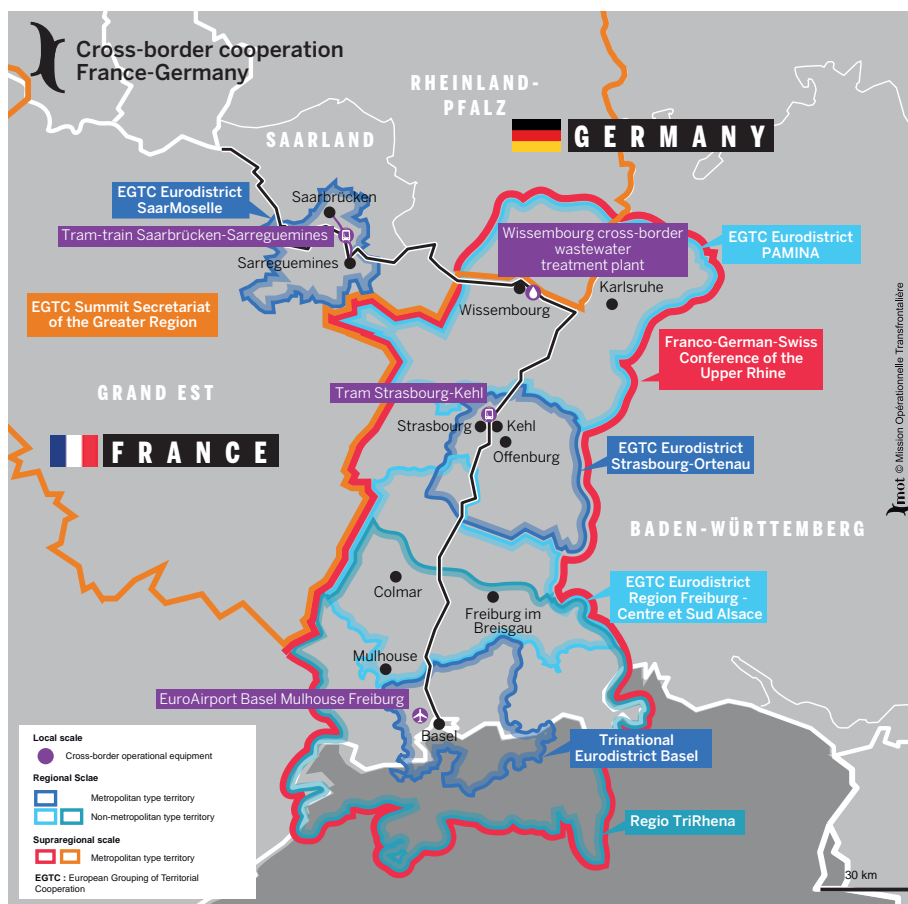 Cross-border cooperation
France-Germany
RHEINLAND-
PFALZ
SAARLAND
GERMANY
EGTC Eurodistrict
SaarMoselle
Saarbrücken
Tram-train Saarbrücken-Sarreguemines
Sarreguemines
Wissembourg cross-border
wastewater
treatment plant
EGTC Eurodistrict
PAMINA
Karlsruhe
Wissembourg
EGTC Summit Secretariat
of the Greater Region
Franco-German-Swiss
Conference of the
Upper Rhine
GRAND EST
Tram Strasbourg-Kehl
FRANCE
Strasbourg
Kehl
Offenburg
EGTC Eurodistrict
Strasbourg-Ortenau
mot © Mission Opérationnelle Transfrontalière
BADEN-WÜRTTEMBERG
Colmar
Freiburg im
Breisgau
EGTC Eurodistrict
Region Freiburg -
Centre et Sud Alsace
Mulhouse
EuroAirport Basel Mulhouse Freiburg
Basel
Trinational
Eurodistrict Basel
Regio TriRhena
Local scale
Cross-border operational equipment
Regional Sclae
Metropolitan type territory
Non-metropolitan type territory
Supraregional scale
Metropolitan type territory
EGTC : European Grouping of Territorial
Cooperation
30 km